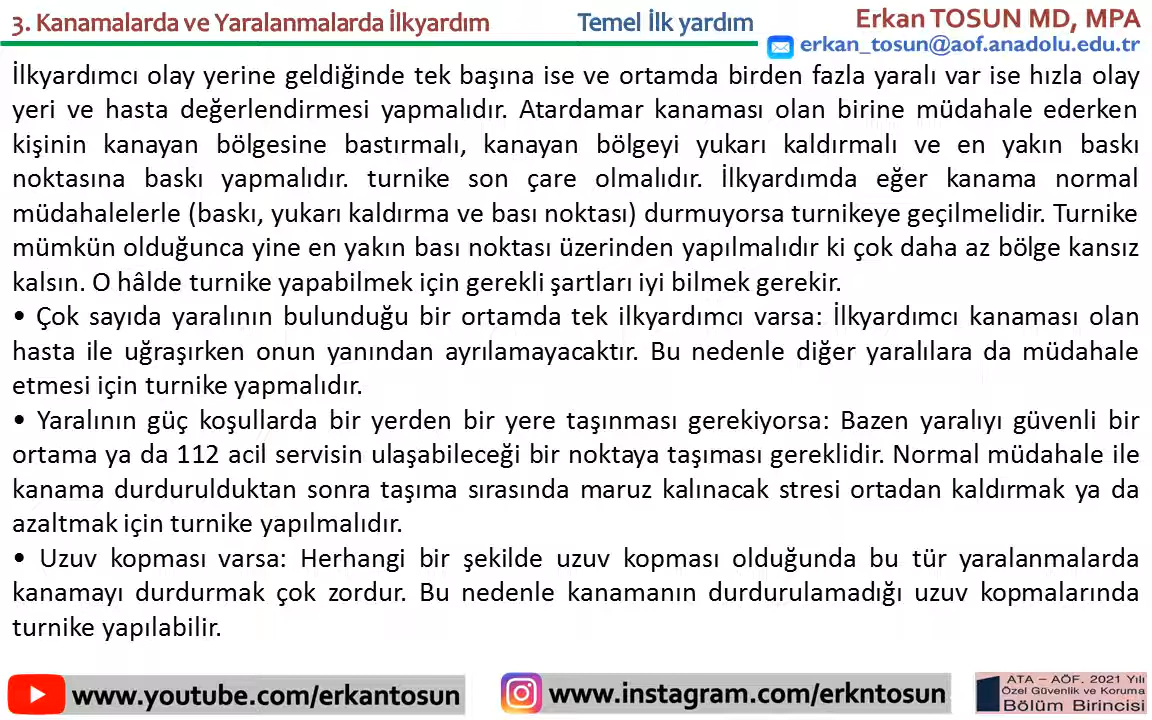 3. Kanamalarda ve Yaralanmalarda İlkyardım
Temel İlk yardım
Erkan TOSUN MD, MPA
erkan_tosun@aof.anadolu.edu.tr
İlkyardımcı olay yerine geldiğinde tek başına ise ve ortamda birden fazla yaralı var ise hızla olay
yeri ve hasta değerlendirmesi yapmalıdır. Atardamar kanaması olan birine müdahale ederken
kişinin kanayan bölgesine bastırmalı, kanayan bölgeyi yukarı kaldırmalı ve en yakın baskı
noktasına baskı yapmalıdır. turnike son çare olmalıdır. İlkyardımda eğer kanama normal
müdahalelerle (baskı, yukarı kaldırma ve bası noktası) durmuyorsa turnikeye geçilmelidir. Turnike
mümkün olduğunca yine en yakın bası noktası üzerinden yapılmalıdır ki çok daha az bölge kansız
kalsın. O hâlde turnike yapabilmek için gerekli şartları iyi bilmek gerekir.
• Çok sayıda yaralının bulunduğu bir ortamda tek ilkyardımcı varsa: İlkyardımcı kanaması olan
hasta ile uğraşırken onun yanından ayrılamayacaktır. Bu nedenle diğer yaralılara da müdahale
etmesi için turnike yapmalıdır.
• Yaralının güç koşullarda bir yerden bir yere taşınması gerekiyorsa: Bazen yaralıyı güvenli bir
ortama ya da 112 acil servisin ulaşabileceği bir noktaya taşıması gereklidir. Normal müdahale ile
kanama durdurulduktan sonra taşıma sırasında maruz kalınacak stresi ortadan kaldırmak ya da
azaltmak için turnike yapılmalıdır.
• Uzuv kopması varsa: Herhangi bir şekilde uzuv kopması olduğunda bu tür yaralanmalarda
kanamayı durdurmak çok zordur. Bu nedenle kanamanın durdurulamadığı uzuv kopmalarında
turnike yapılabilir.
www.youtube.com/erkantosun
www.instagram.com/erkntosun
ATA – AÖF. 2021 Yılı
Özel Güvenlik ve Koruma
Bölüm Birincisi